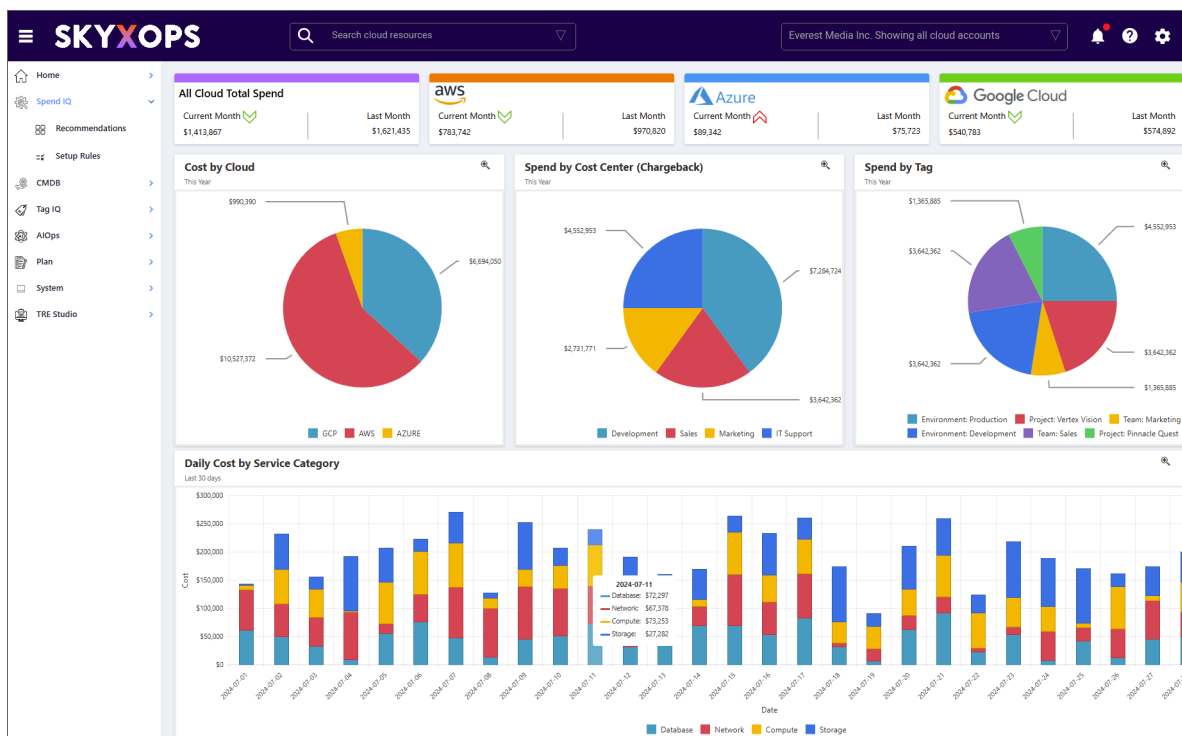 SKYXOPS
Search cloud resources
Everest Media Inc. Showing all cloud accounts
Home
Spend IQ
Recommendations
Setup Rules
CMDB
Tag IQ
AIOps
Plan
System
TRE Studio
All Cloud Total Spend
Current Month Last Month
$1,413,867 $1,621,435
aws
Current Month Last Month
$783,742 $970,820
Azure
Current Month Last Month
$89,342 $75,723
Google Cloud
Current Month Last Month
$540,783 $574,892
Cost by Cloud
This Year
$990,390
$6,694,050
$10,527,372
GCP AWS AZURE
Spend by Cost Center (Chargeback)
This Year
$4,552,953
$7,284,724
$2,731,771
$3,642,362
Development Sales Marketing IT Support
Spend by Tag
This Year
$1,365,885
$4,552,953
$3,642,362
$3,642,362
$3,642,362
$1,365,885
Environment: Production Project: Vertex Vision Team: Marketing
Environment: Development Team: Sales Project: Pinnacle Quest
Daily Cost by Service Category
Last 30 days
$300,000
$250,000
$200,000
$150,000
$100,000
$50,000
$0
Cost
2024-07-11
Database: $72,297
Network: $67,378
Compute: $73,253
Storage: $27,282
2024-07-01 2024-07-02 2024-07-03 2024-07-04 2024-07-05 2024-07-06 2024-07-07 2024-07-08 2024-07-09 2024-07-10 2024-07-11 2024-07-12 2024-07-13 2024-07-14 2024-07-15 2024-07-16 2024-07-17 2024-07-18 2024-07-19 2024-07-20 2024-07-21 2024-07-22 2024-07-23 2024-07-24 2024-07-25 2024-07-26 2024-07-27
Date
Database Network Compute Storage